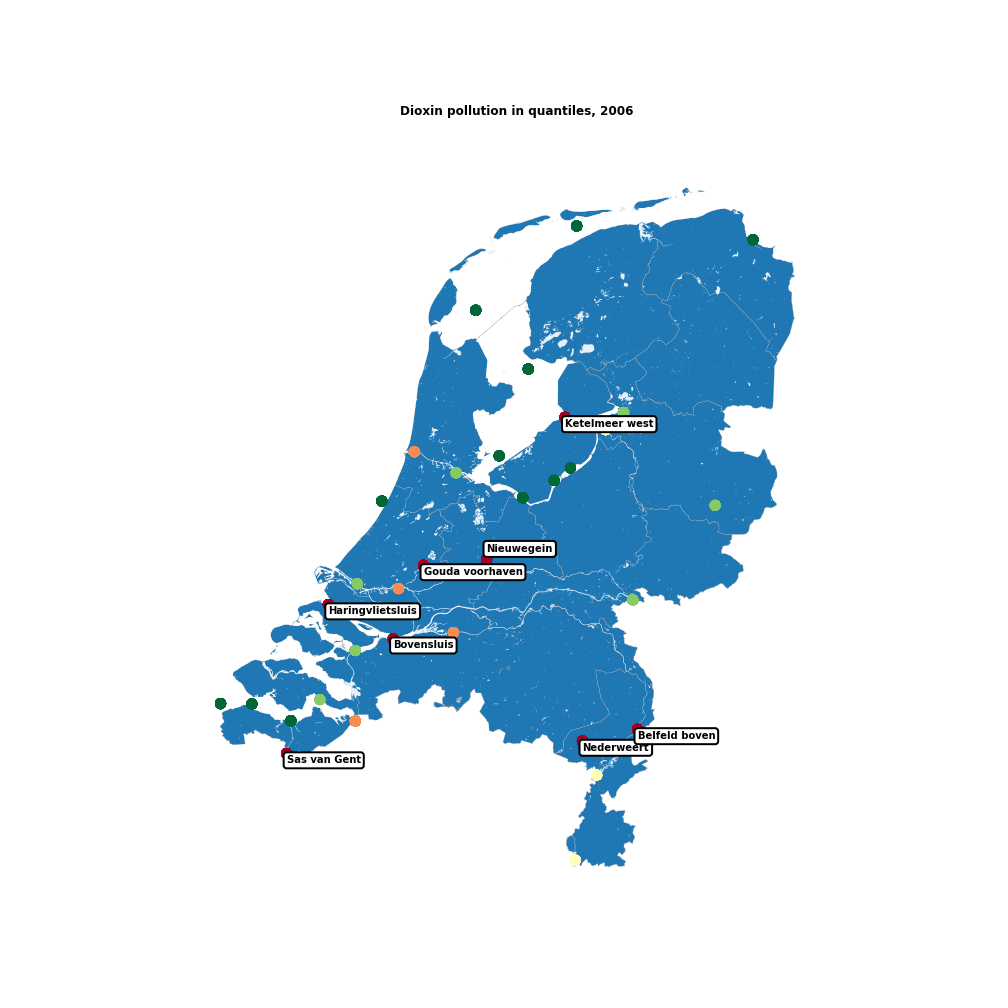 Dioxin pollution in quantiles, 2006
Ketelmeer west
Nieuwegein
Gouda voorhaven
Haringvlietsluis
Bovensluis
Belfeld boven
Nederweert
Sas van Gent